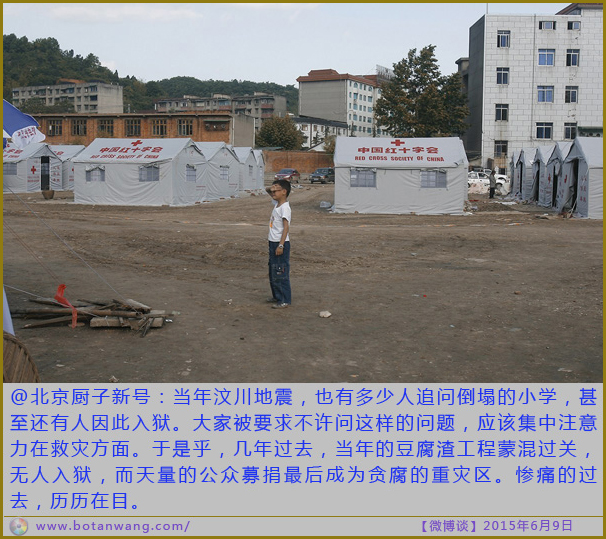 中国红十字会
RED CROSS SOCIETY OF CHINA
中国红十字会
RED CROSS SOCIETY OF CHINA
@北京厨子新号：当年汶川地震，也有多少人追问倒塌的小学，甚
至还有人因此入狱。大家被要求不许问这样的问题，应该集中注意
力在救灾方面。于是乎，几年过去，当年的豆腐渣工程蒙混过关，
无人入狱，而天量的公众募捐最后成为贪腐的重灾区。惨痛的过
去，历历在目。
www.botanwang.com/
【微博谈】2015年6月9日